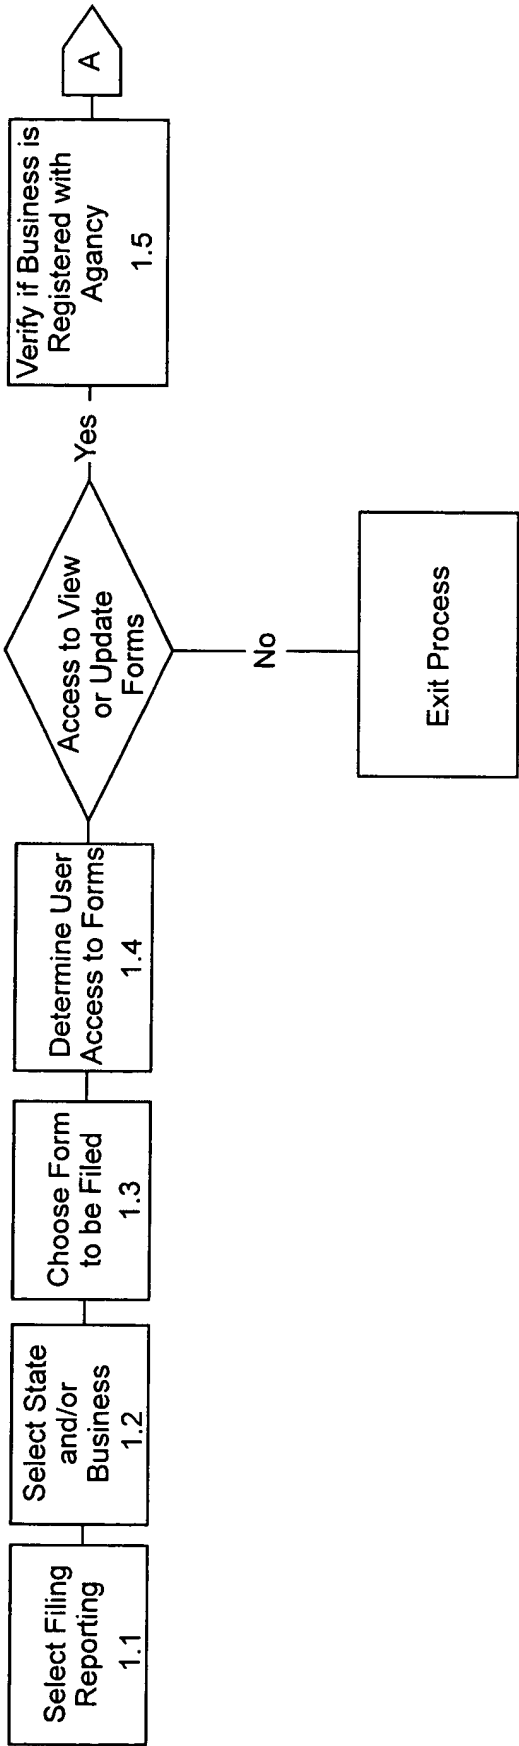 Select Filing
Reporting
1.1
Select State
and/or
Business
1.2
Choose Form
to be Filed
1.3
Determine User
Access to Forms
1.4
Access to View
or Update
Forms
Yes
No
Exit Process
Verify if Business is
Registered with
Agancy
1.5
A